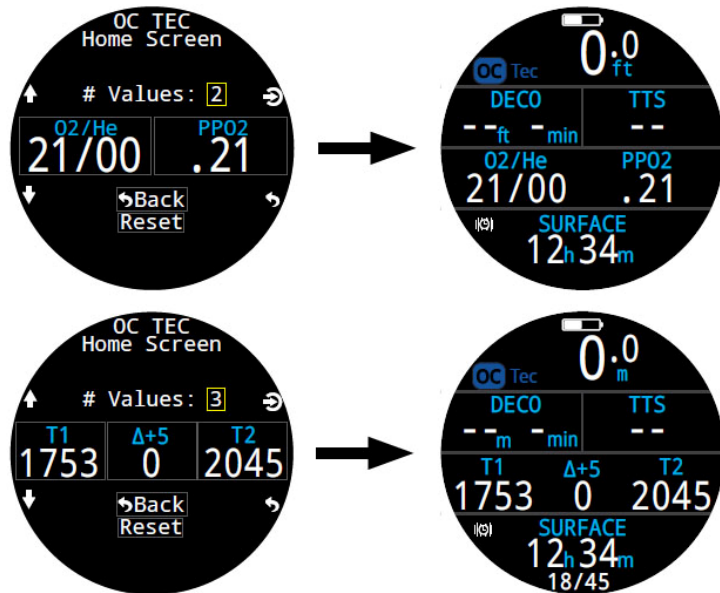 OC TEC
Home Screen
# Values: 2
O2/He PPO2
21/00 .21
Back
Reset
0.0 ft
OC Tec
DECO TTS
--ft -min --
O2/He PPO2
21/00 .21
SURFACE
12h34m
OC TEC
Home Screen
# Values: 3
T1 Δ+5 T2
1753 0 2045
Back
Reset
0.0 m
OC Tec
DECO TTS
--m -min --
T1 Δ+5 T2
1753 0 2045
SURFACE
12h34m
18/45